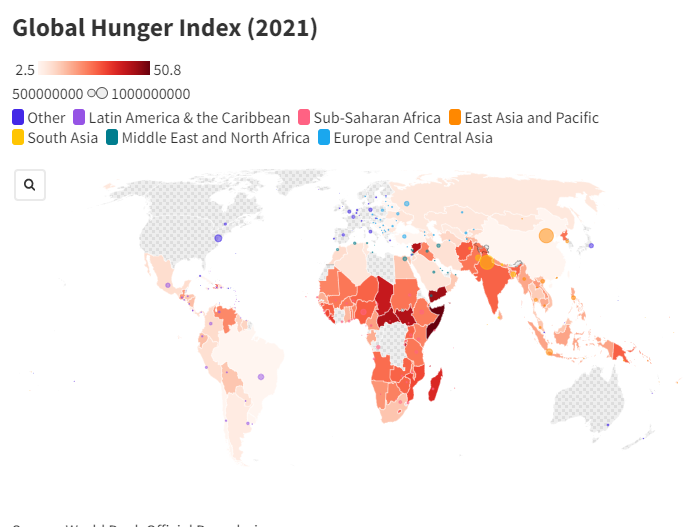 Global Hunger Index (2021)
2.5 50.8
500000000 1000000000
Other Latin America & the Caribbean Sub-Saharan Africa East Asia and Pacific
South Asia Middle East and North Africa Europe and Central Asia